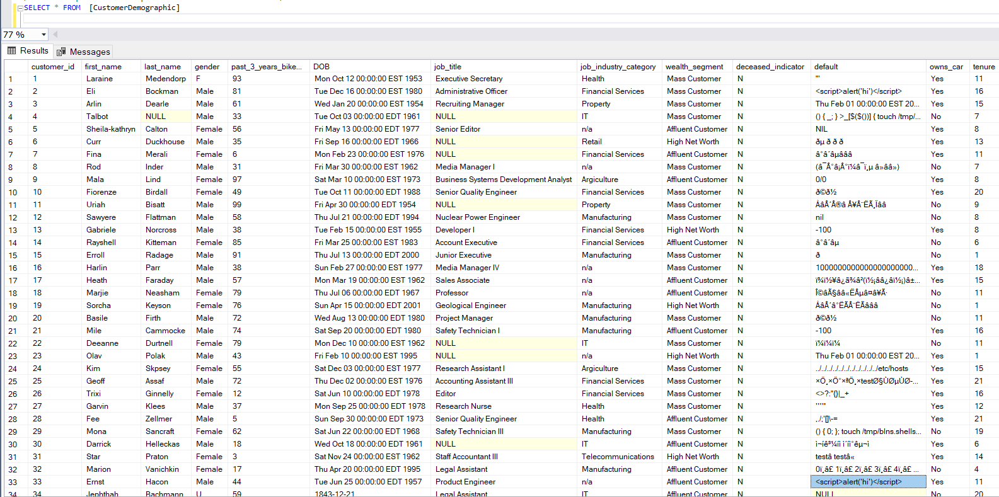 SELECT * FROM [CustomerDemographic]
77 %
Results Messages
customer_id first_name last_name gender past_3_years_bike... DOB job_title job_industry_category wealth_segment deceased_indicator default owns_car tenure
1 1 Laraine Medendorp F 93 Mon Oct 12 00:00:00 EST 1953 Executive Secretary Health Mass Customer N "' Yes 11
2 2 Eli Bockman Male 81 Tue Dec 16 00:00:00 EST 1980 Administrative Officer Financial Services Mass Customer N <script>alert('hi')</script> Yes 16
3 3 Arlin Dearle Male 61 Wed Jan 20 00:00:00 EST 1954 Recruiting Manager Property Mass Customer N Thu Feb 01 00:00:00 EST 20... Yes 15
4 4 Talbot NULL Male 33 Tue Oct 03 00:00:00 EDT 1961 NULL IT Mass Customer N () { _; } >_[$($())] { touch /tmp/... No 7
5 5 Sheila-kathryn Calton Female 56 Fri May 13 00:00:00 EDT 1977 Senior Editor n/a Affluent Customer N NIL Yes 8
6 6 Curr Duckhouse Male 35 Fri Sep 16 00:00:00 EDT 1966 NULL Retail High Net Worth N ðµ ð ð ð Yes 13
7 7 Fina Merali Female 6 Mon Feb 23 00:00:00 EST 1976 NULL Financial Services Affluent Customer N â°â´âµâââ Yes 11
8 8 Rod Inder Male 31 Fri Mar 30 00:00:00 EST 1962 Media Manager I n/a Mass Customer N No 7
9 9 Mala Lind Female 97 Sat Mar 10 00:00:00 EST 1973 Business Systems Development Analyst Argiculture Affluent Customer N 0/0 Yes 8
10 10 Fiorenze Birdall Female 49 Tue Oct 11 00:00:00 EDT 1988 Senior Quality Engineer Financial Services Mass Customer N ð©ð½ Yes 20
11 11 Uriah Bisatt Male 99 Fri Apr 30 00:00:00 EDT 1954 NULL Property Mass Customer N No 9
12 12 Sawyere Flattman Male 58 Thu Jul 21 00:00:00 EDT 1994 Nuclear Power Engineer Manufacturing Mass Customer N nil No 8
13 13 Gabriele Norcross Male 38 Tue Feb 15 00:00:00 EST 1955 Developer I Financial Services High Net Worth N -100 Yes 8
14 14 Rayshell Kitteman Female 85 Fri Mar 25 00:00:00 EST 1983 Account Executive Financial Services Affluent Customer N â°â´âµ No 6
15 15 Erroll Radage Male 91 Thu Jul 13 00:00:00 EDT 2000 Junior Executive Manufacturing Mass Customer N ð No 1
16 16 Harlin Parr Male 38 Sun Feb 27 00:00:00 EST 1977 Media Manager IV n/a Mass Customer N Yes 18
17 17 Heath Faraday Male 57 Mon Mar 19 00:00:00 EST 1962 Sales Associate n/a Affluent Customer N Yes 15
18 18 Marjie Neasham Female 79 Thu Jul 06 00:00:00 EDT 1967 Professor n/a Affluent Customer N No 11
19 19 Sorcha Keyson Female 76 Sun Apr 15 00:00:00 EDT 2001 Geological Engineer Manufacturing High Net Worth N No 1
20 20 Basile Firth Male 72 Wed Aug 13 00:00:00 EDT 1980 Project Manager Manufacturing Mass Customer N ð©ð½ No 11
21 21 Mile Cammocke Male 74 Sat Sep 20 00:00:00 EDT 1980 Safety Technician I Manufacturing Affluent Customer N -100 Yes 16
22 22 Deeanne Durtnell Female 79 Mon Dec 10 00:00:00 EST 1962 NULL IT Mass Customer N ï¼ï¼ï¼ No 11
23 23 Olav Polak Male 43 Fri Feb 10 00:00:00 EST 1995 NULL n/a High Net Worth N Thu Feb 01 00:00:00 EST 20... Yes 1
24 24 Kim Skpsey Female 55 Sat Dec 03 00:00:00 EST 1977 Research Assistant I Argiculture Mass Customer N ../../../../../../../../../../../etc/hosts Yes 15
25 25 Geoff Assaf Male 72 Thu Dec 02 00:00:00 EST 1976 Accounting Assistant III Financial Services Mass Customer N Yes 21
26 26 Trixi Ginnelly Female 12 Sat Jun 10 00:00:00 EDT 1978 Editor Financial Services Mass Customer N <>?:"{}|_+ Yes 16
27 27 Garvin Klees Male 37 Mon Sep 25 00:00:00 EDT 1978 Research Nurse Health Mass Customer N ''''" Yes 12
28 28 Fee Zellmer Male 5 Sun Sep 30 00:00:00 EDT 1973 Senior Quality Engineer Health Affluent Customer N ,./;'[]\-= Yes 21
29 29 Mona Sancraft Female 62 Sat Jun 22 00:00:00 EDT 1968 Safety Technician III Manufacturing Mass Customer N () { 0; }; touch /tmp/blns.shells... No 19
30 30 Darrick Helleckas Male 18 Wed Oct 18 00:00:00 EDT 1961 NULL IT Affluent Customer N Yes 6
31 31 Star Praton Female 3 Sat Nov 24 00:00:00 EST 1962 Staff Accountant III Telecommunications High Net Worth N testâ testâ« Yes 14
32 32 Marion Vanichkin Female 17 Thu Apr 20 00:00:00 EDT 1995 Legal Assistant Manufacturing Affluent Customer N 0ï¸â£ 1ï¸â£ 2ï¸â£ 3ï¸â£ 4ï¸â£ ... No 4
33 33 Ernst Hacon Male 44 Tue Jun 25 00:00:00 EDT 1957 Product Engineer n/a Affluent Customer N <script>alert('hi')</script> Yes 11
34 34 Jephthah Bachmann U 59 1843-12-21 Legal Assistant IT Affluent Customer N NULL No 20